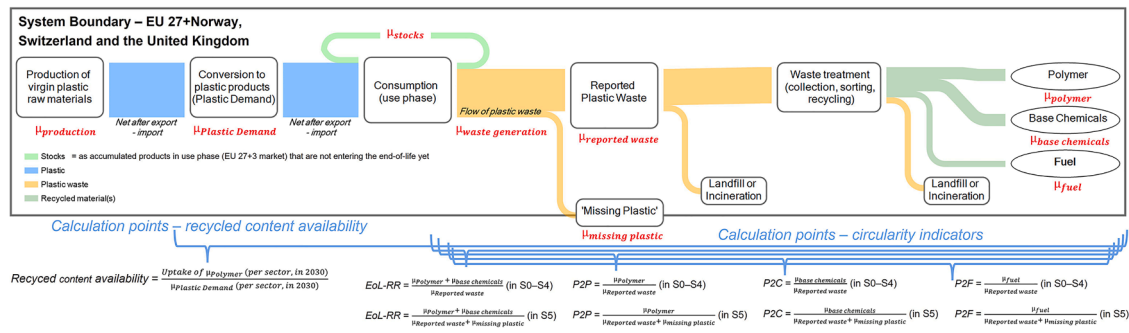 System Boundary – EU 27+Norway,
Switzerland and the United Kingdom
μstocks
Production of
virgin plastic
raw materials
Conversion to
plastic products
(Plastic Demand)
Consumption
(use phase)
Reported
Plastic Waste
Waste treatment
(collection, sorting,
recycling)
Polymer
μpolymer
Base Chemicals
μbase chemicals
Fuel
μfuel
Flow of plastic waste
μproduction
Net after export
- import
μPlastic Demand
Net after export
- import
μwaste generation
μreported waste
Stocks = as accumulated products in use phase (EU 27+3 market) that are not entering the end-of-life yet
Plastic
Plastic waste
Recycled material(s)
Landfill or
Incineration
Landfill or
Incineration
'Missing Plastic'
μmissing plastic
Calculation points – recycled content availability
Calculation points – circularity indicators
Recyced content availability = Uptake of μPolymer (per sector, in 2030) / μPlastic Demand (per sector, in 2030)
EoL-RR = μPolymer + μbase chemicals / μReported waste (in S0–S4)
P2P = μPolymer / μReported waste (in S0–S4)
P2C = μbase chemicals / μReported waste (in S0–S4)
P2F = μfuel / μReported waste (in S0–S4)
EoL-RR = μPolymer + μbase chemicals / μReported waste + μmissing plastic (in S5)
P2P = μPolymer / μReported waste + μmissing plastic (in S5)
P2C = μbase chemicals / μReported waste + μmissing plastic (in S5)
P2F = μfuel / μReported waste + μmissing plastic (in S5)